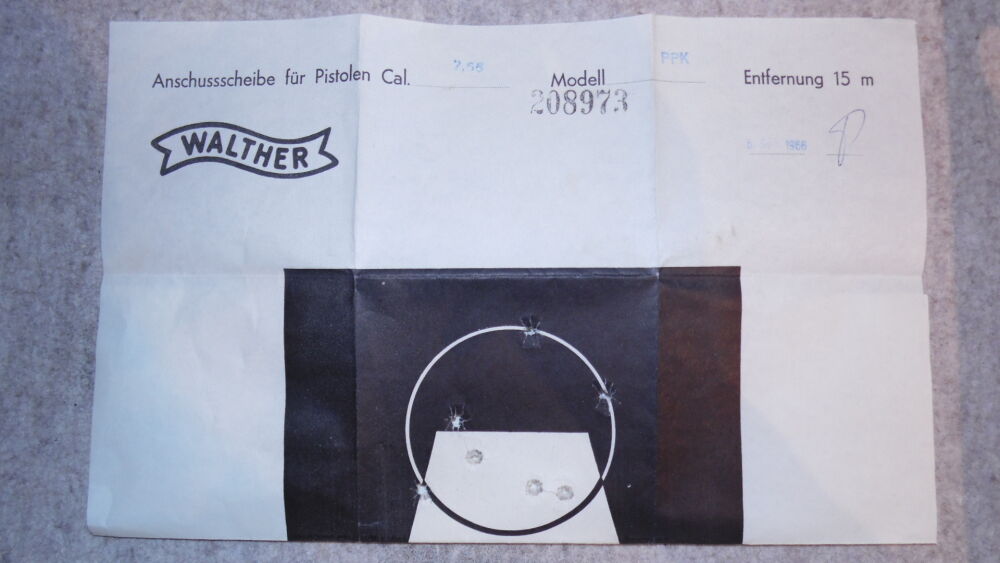 Anschussscheibe für Pistolen Cal. 7,65 Modell PPK Entfernung 15 m
208973
WALTHER
1966